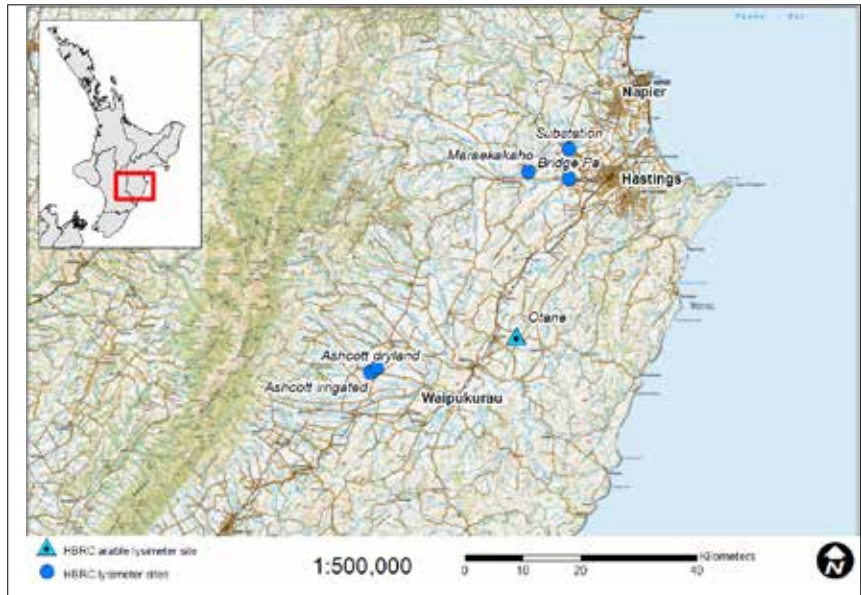 Napier
Substation
Maraekakaho
Bridge Pa
Hastings
Otane
Ashcott dryland
Ashcott irrigated
Waipukurau
HBRC arable lysimeter site
HBRC lysimeter sites
1:500,000
Kilometers
0 10 20 40
N